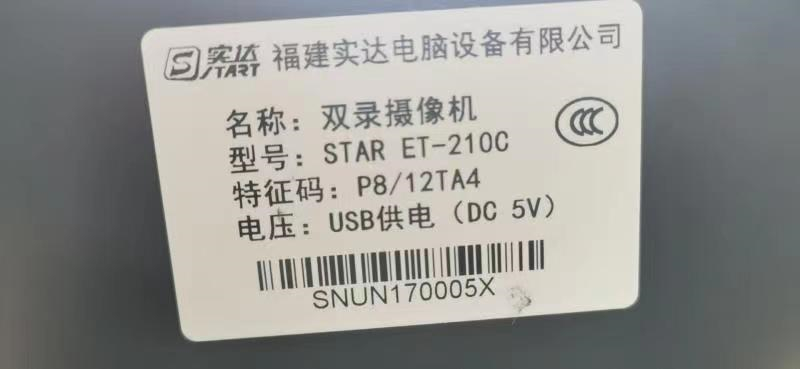 实达 福建实达电脑设备有限公司
START
名称：双录摄像机
型号：STAR ET-210C
特征码：P8/12TA4
电压：USB供电（DC 5V）
SNUN170005X